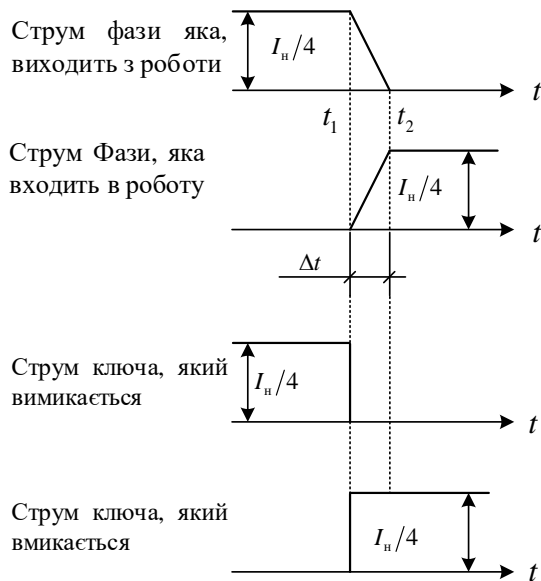 Струм фази яка,
виходить з роботи
I_н/4
t
t_1
t_2
Струм Фази, яка
входить в роботу
I_н/4
t
Δt
Струм ключа, який
вимикається
I_н/4
t
Струм ключа, який
вмикається
I_н/4
t